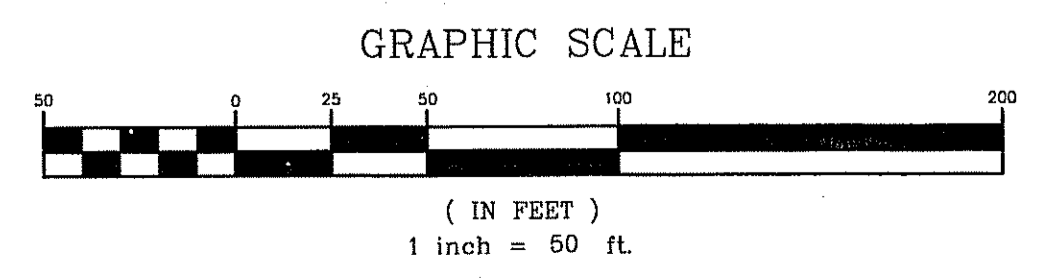 GRAPHIC SCALE
50 0 25 50 100 200
( IN FEET )
1 inch = 50 ft.